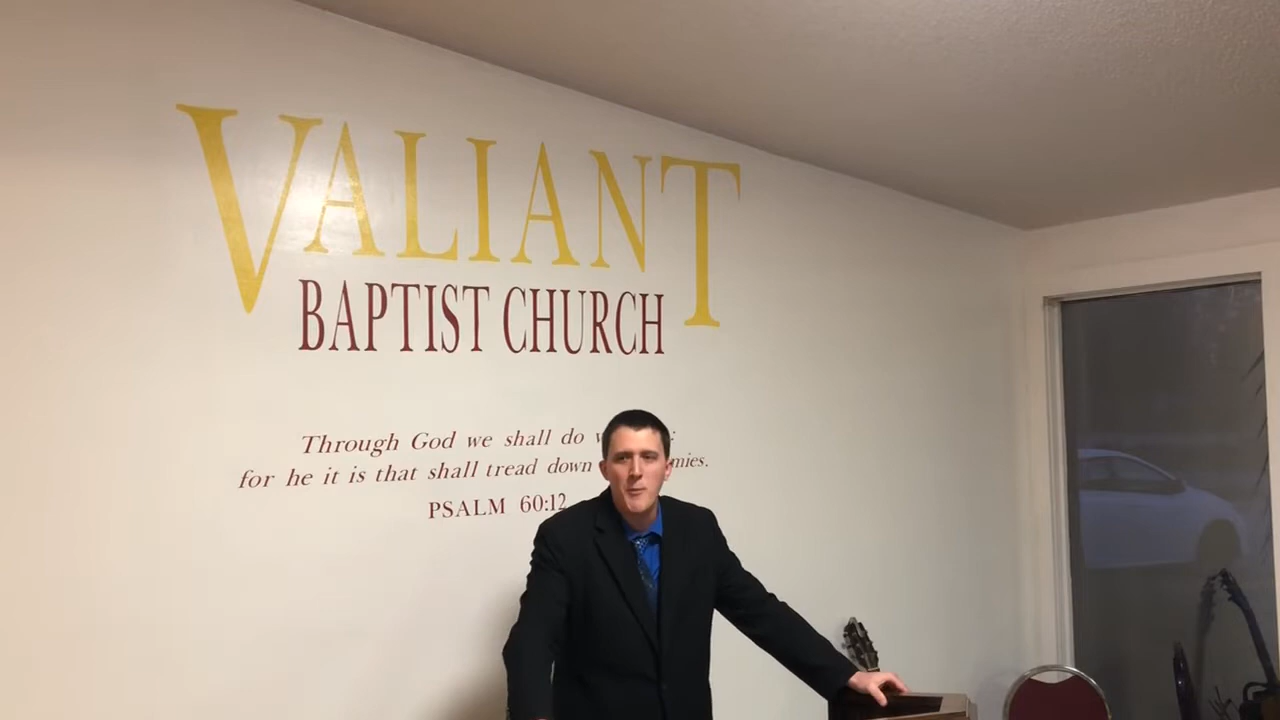 VALIANT
BAPTIST CHURCH
Through God we shall do
for he it is that shall tread down
PSALM 60:12